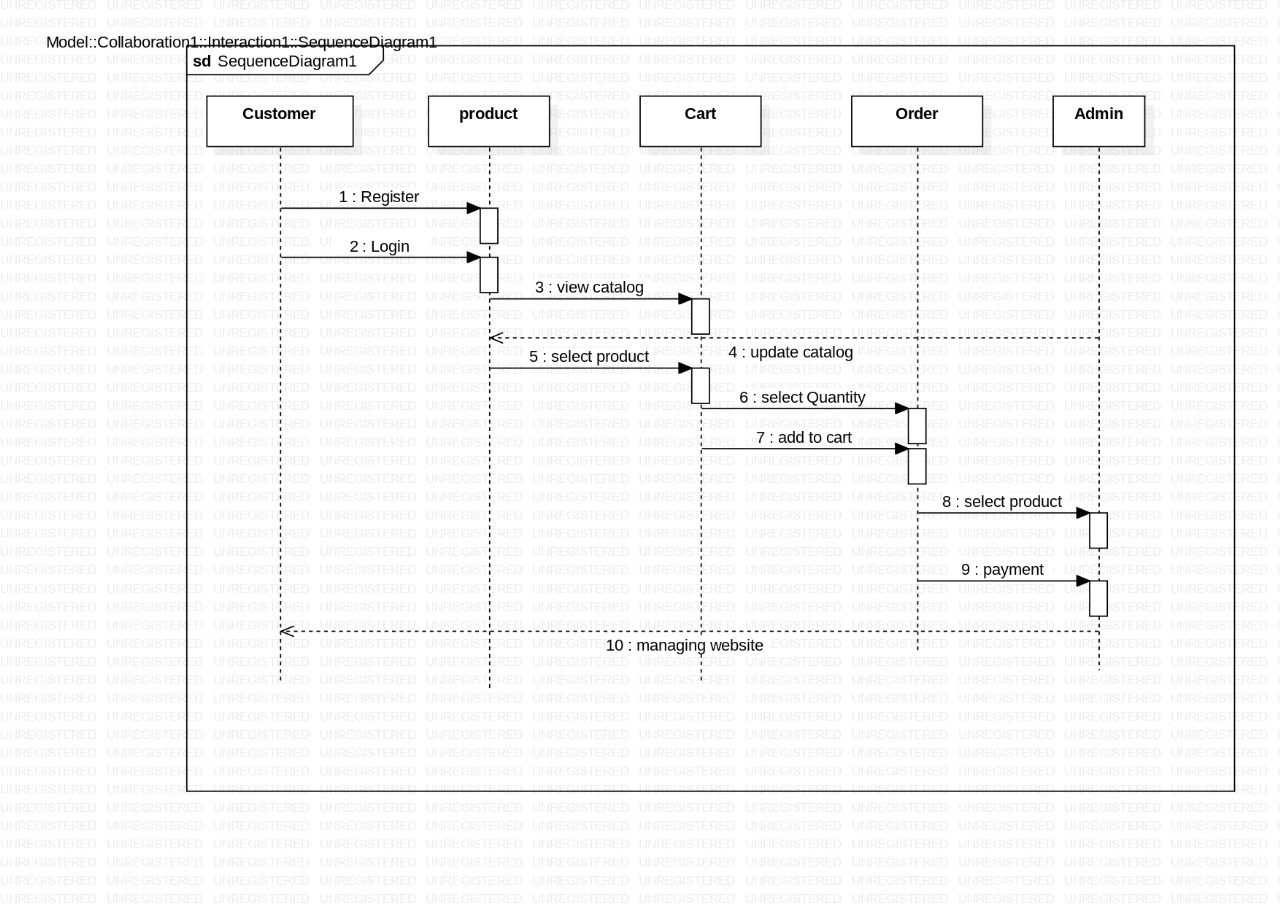 Model::Collaboration1::Interaction1::SequenceDiagram1
sd SequenceDiagram1
Customer
product
Cart
Order
Admin
1 : Register
2 : Login
3 : view catalog
4 : update catalog
5 : select product
6 : select Quantity
7 : add to cart
8 : select product
9 : payment
10 : managing website
UNREGISTERED